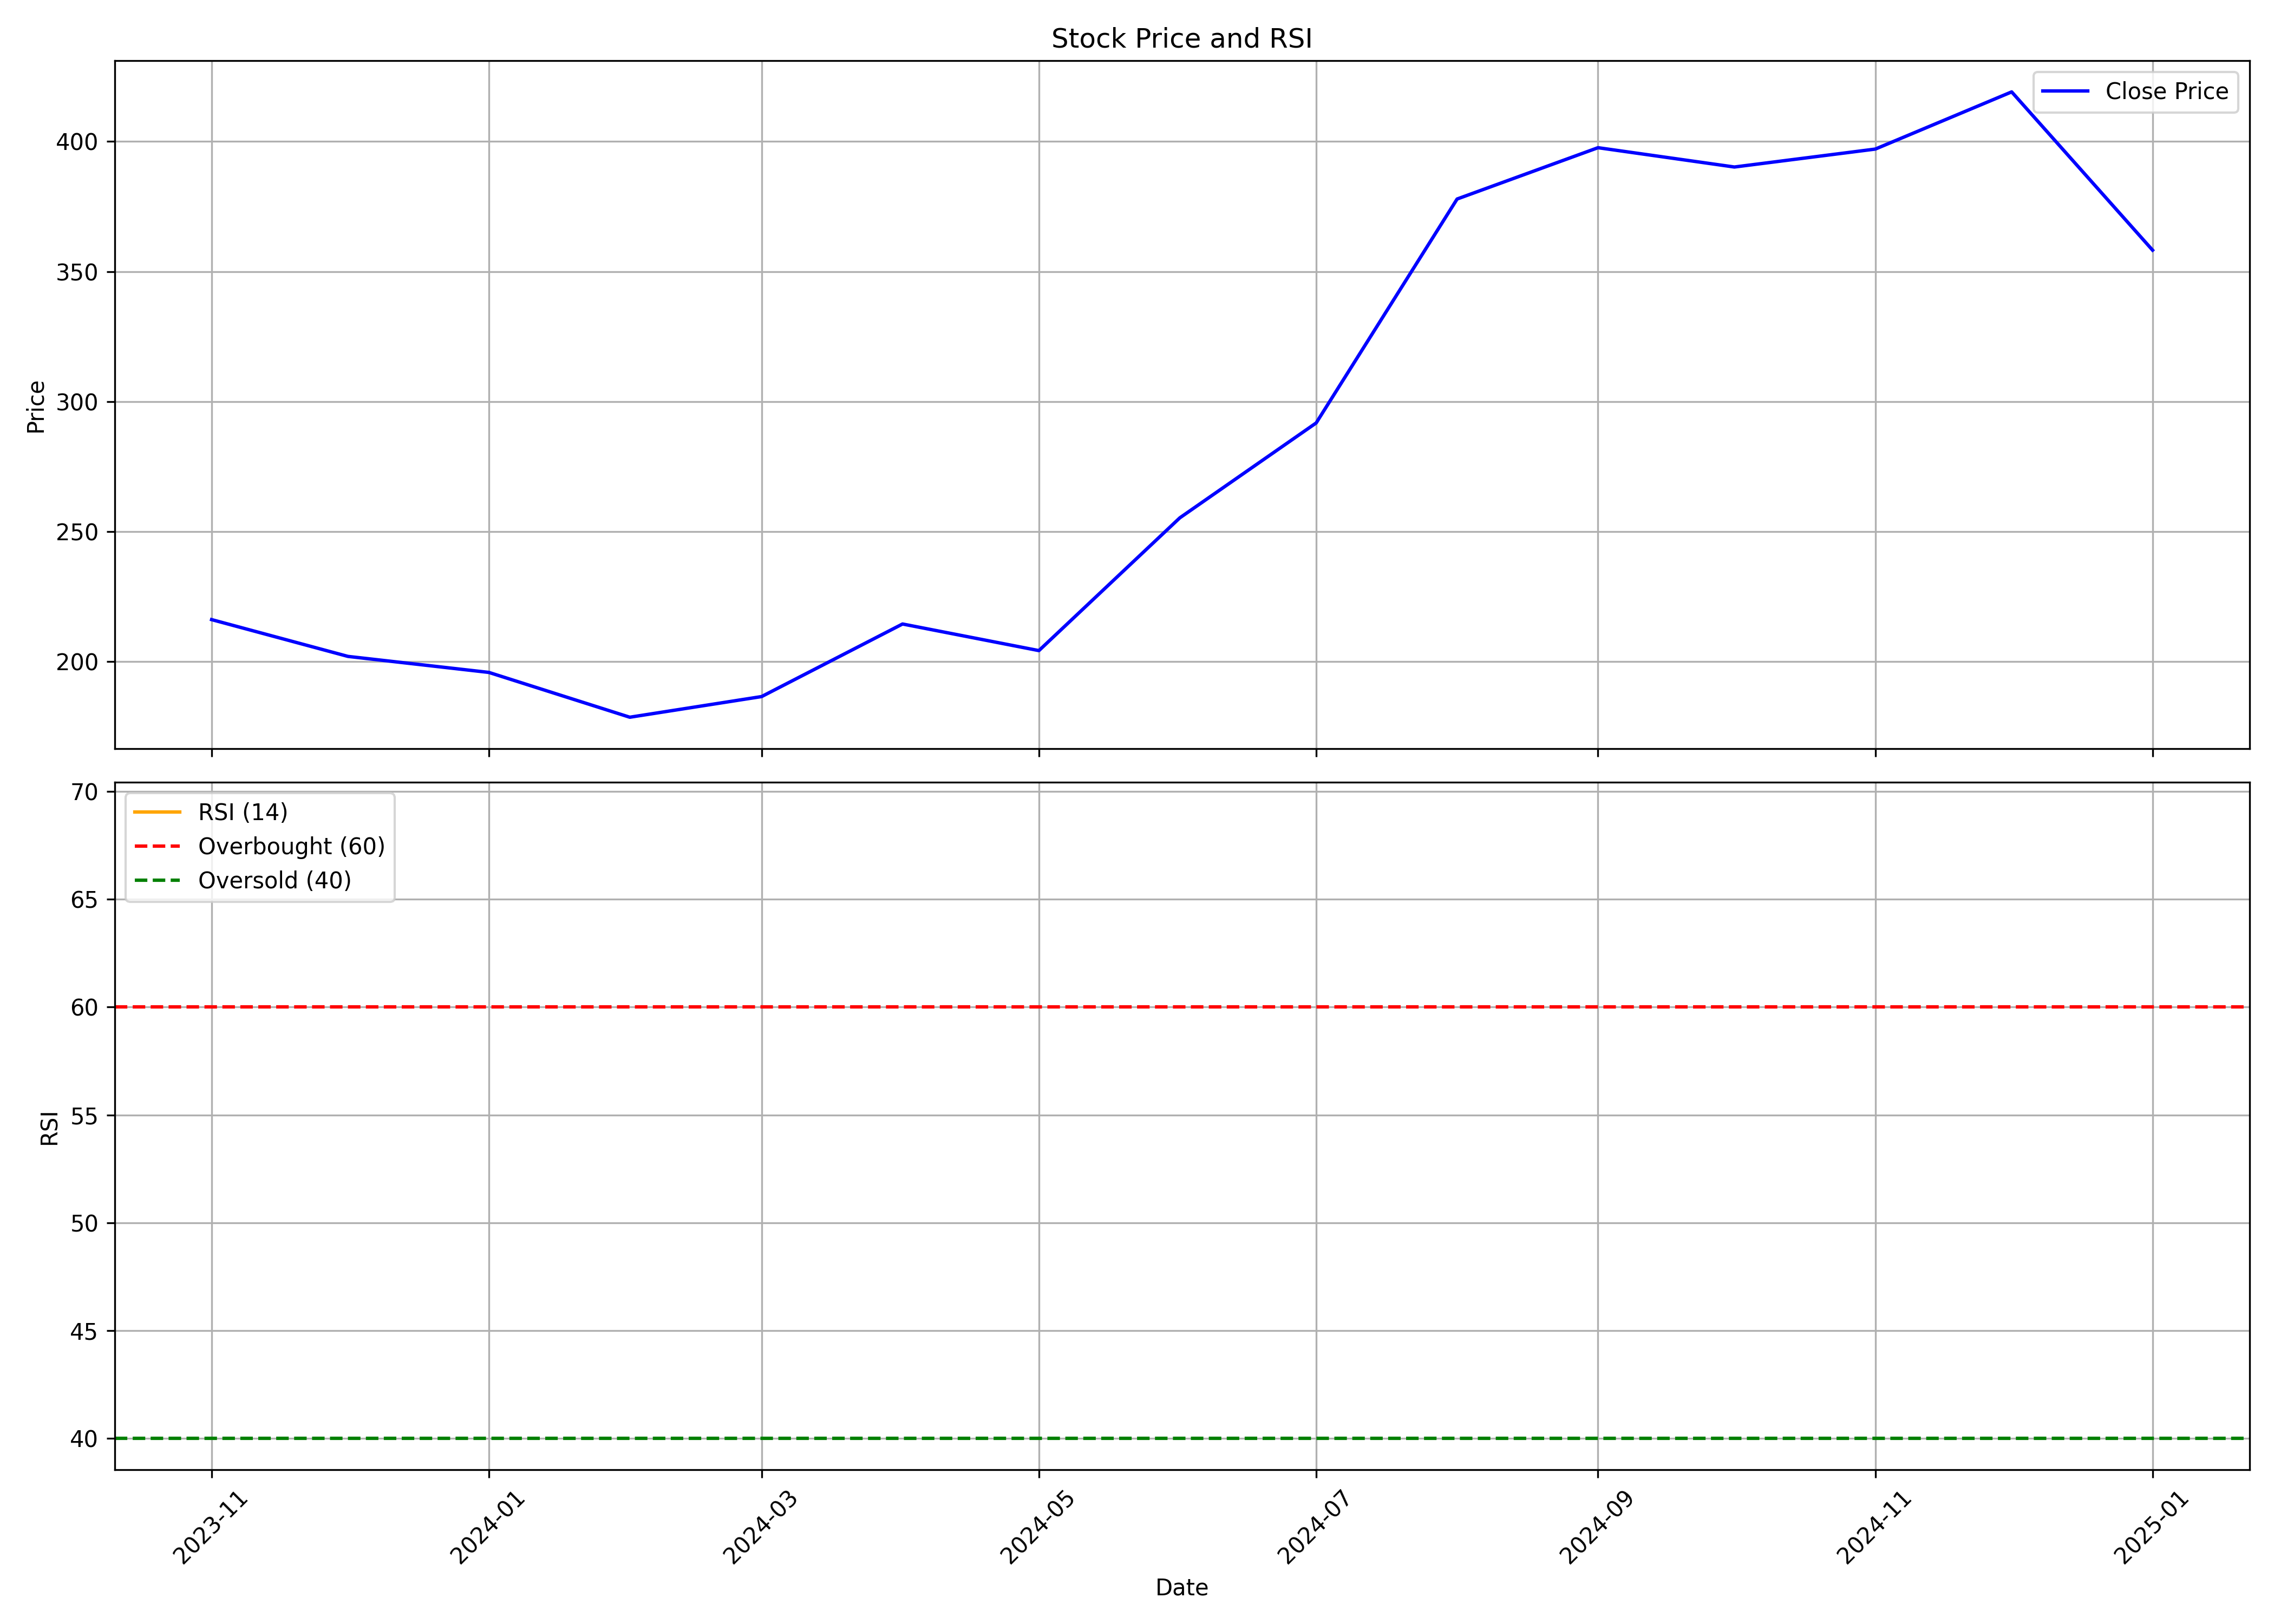 Stock Price and RSI
Close Price
400
350
300
250
200
Price
70
65
60
55
50
45
40
RSI
RSI (14)
Overbought (60)
Oversold (40)
2023-11
2024-01
2024-03
2024-05
2024-07
2024-09
2024-11
2025-01
Date